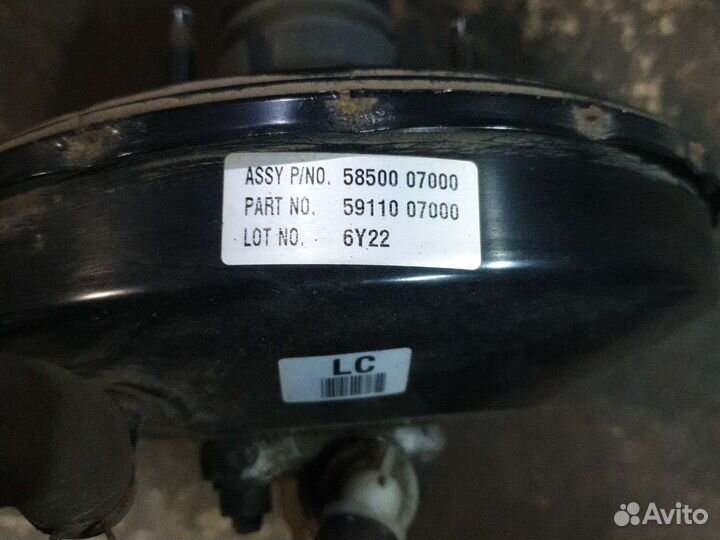 ASSY P/NO. 58500 07000
PART NO. 59110 07000
LOT NO. 6Y22
LC
Avito